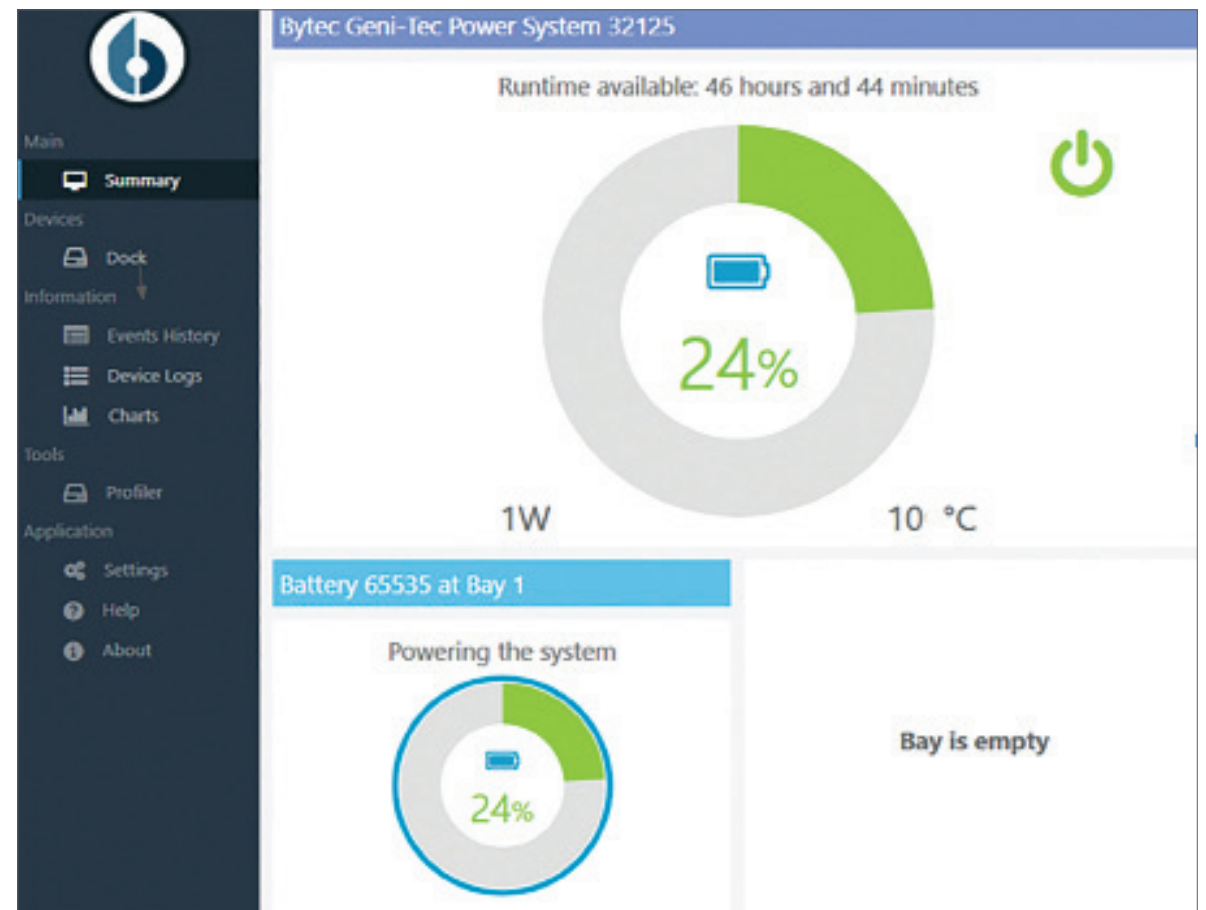 Bytec Geni-Tec Power System 32125
Runtime available: 46 hours and 44 minutes
Main
Summary
Devices
Dock
Information
Events History
Device Logs
Charts
Tools
Profiler
Application
Settings
Help
About
24%
1W
10 °C
Battery 65535 at Bay 1
Powering the system
24%
Bay is empty